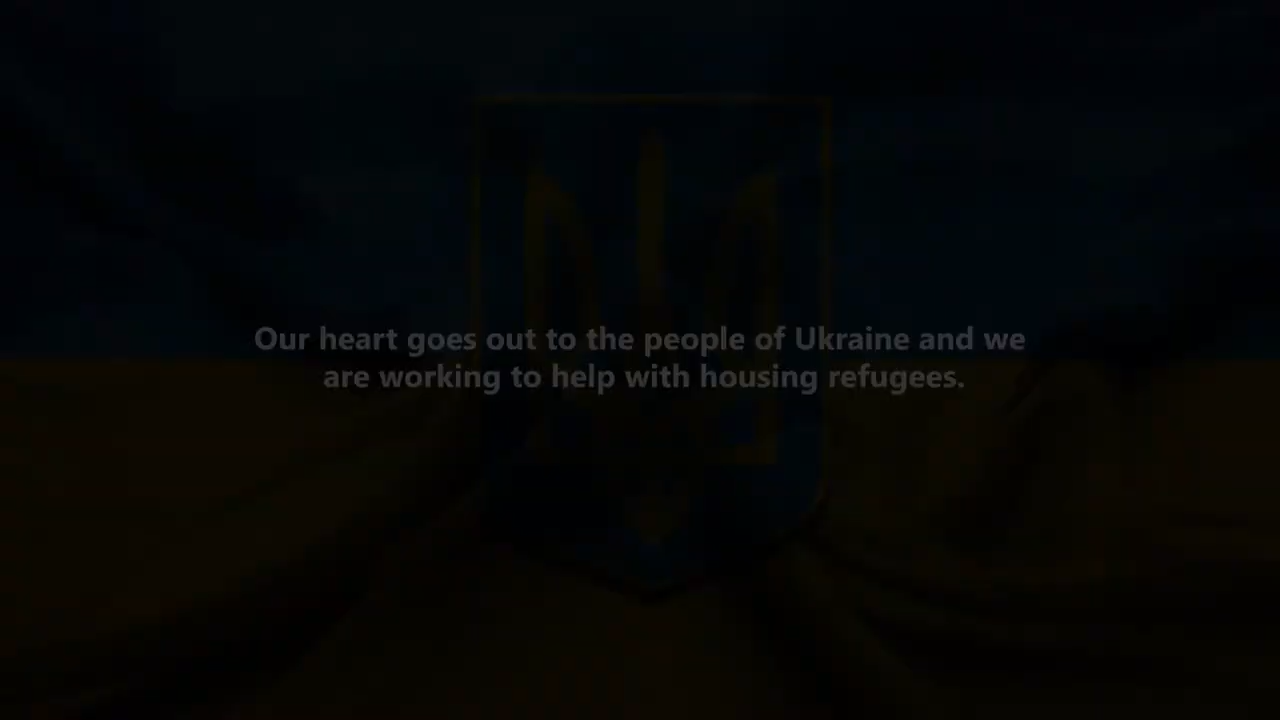 Our heart goes out to the people of Ukraine and we
are working to help with housing refugees.